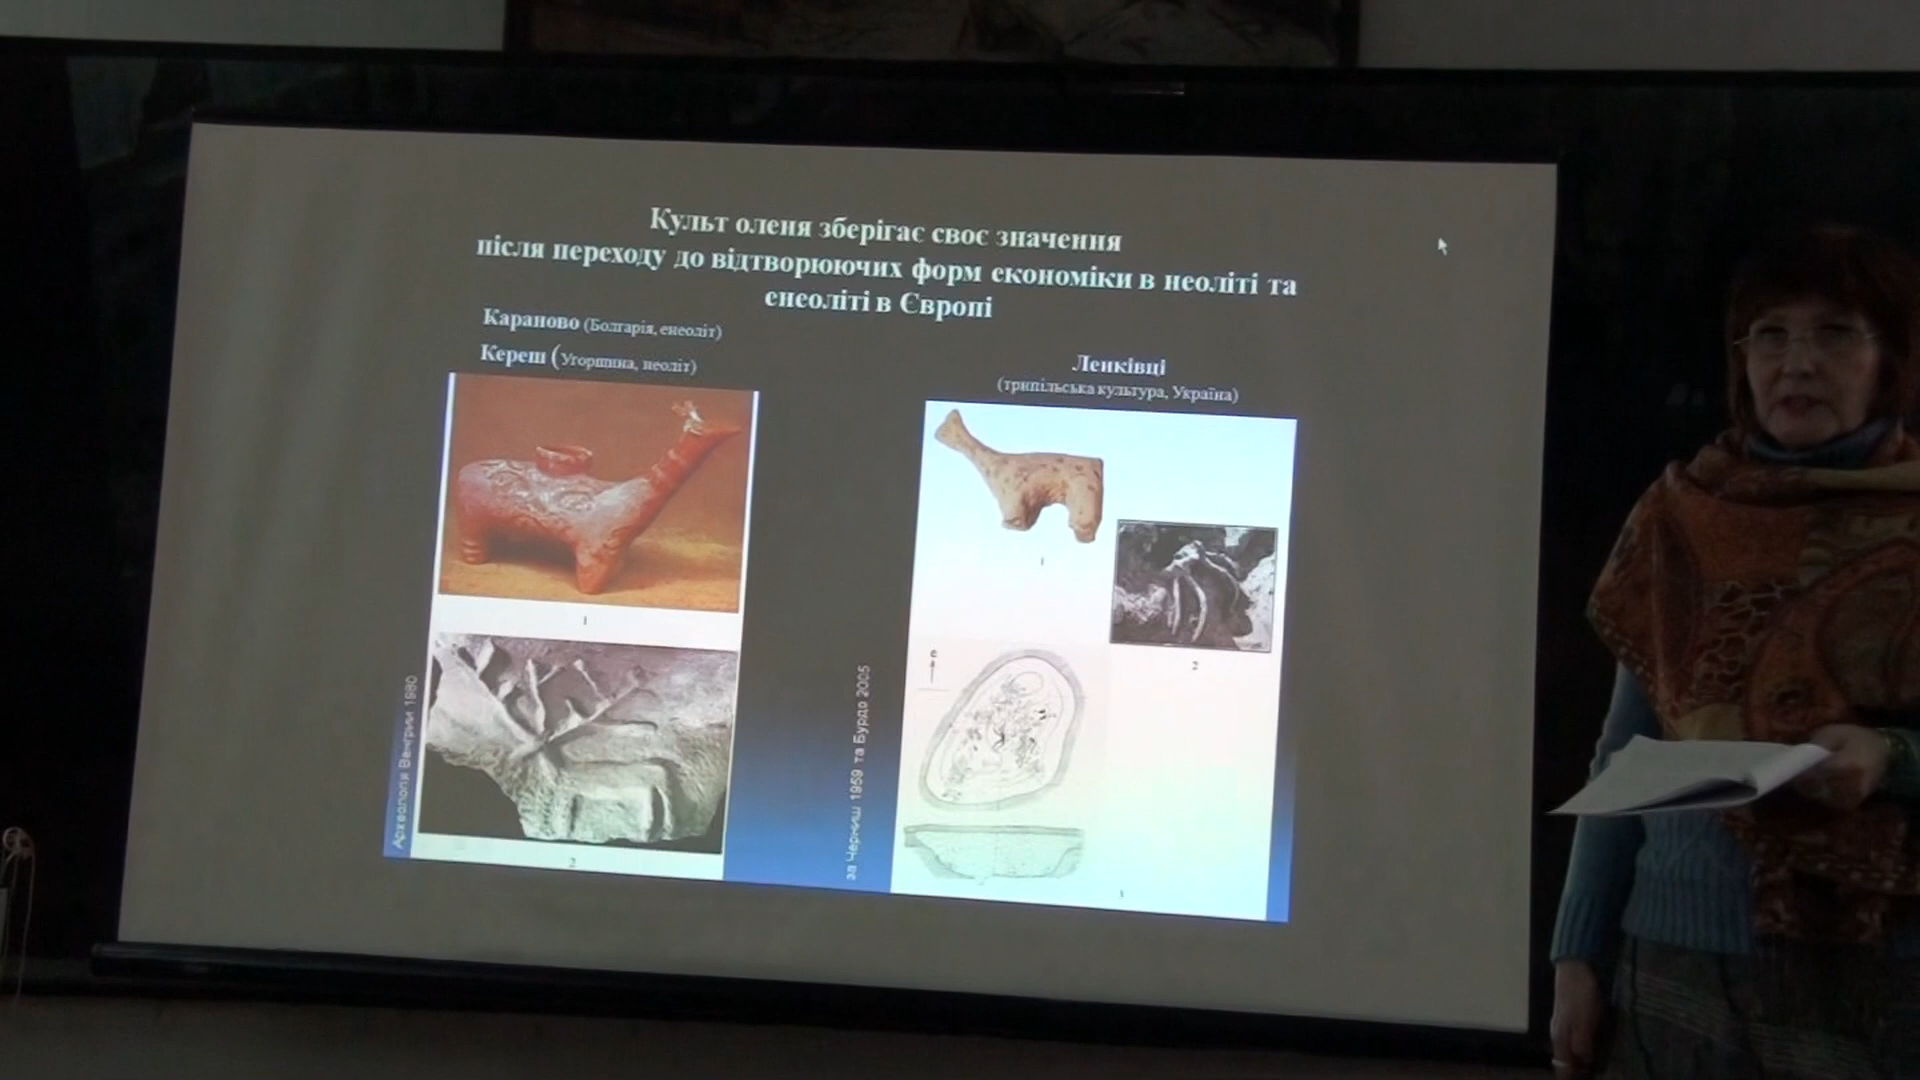 Культ оленя зберігає своє значення
після переходу до відтворюючих форм економіки в неоліті та
енеоліті в Європі
Караново (Болгарія, енеоліт)
Кереш (Угорщина, неоліт)
Ленківці
(трипільська культура, Україна)
1
2
Археологія Венгрии 1980
за Черниш 1959 та Бурдо 2005
1
2
с
3